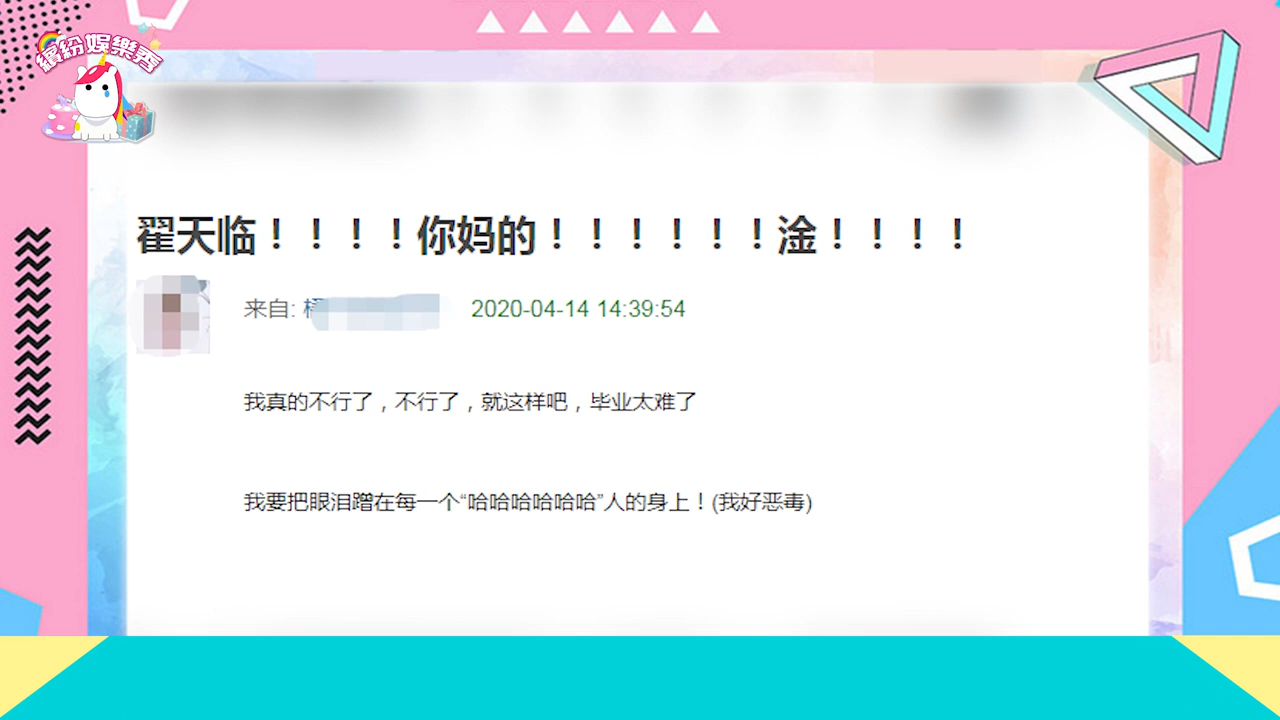 繽紛娛樂秀
翟天临！！！！你妈的！！！！！！淦！！！！
来自:
2020-04-14 14:39:54
我真的不行了，不行了，就这样吧，毕业太难了
我要把眼泪蹭在每一个“哈哈哈哈哈哈”人的身上！(我好恶毒)